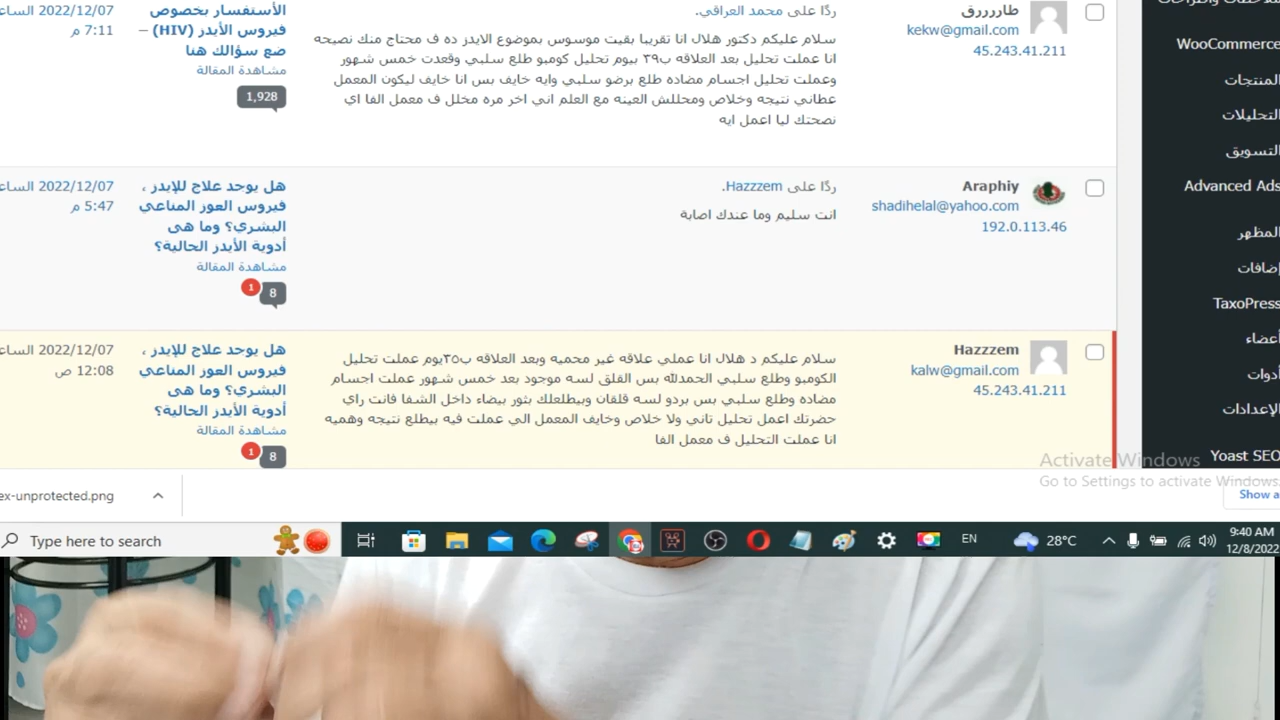 طاررررق
kekw@gmail.com
45.243.41.211
ردًا على محمد العراقي.
سلام عليكم دكتور هلال انا تقريبا بقيت موسوس بموضوع الايدز ده ف محتاج منك نصيحه
انا عملت تحليل بعد العلاقه ب٣٩ بيوم تحليل كومبو طلع سلبي وقعدت خمس شهور
وعملت تحليل اجسام مضاده طلع برضو سلبي وايه خايف بس انا خايف ليكون المعمل
عطاني نتيجه وخلاص ومحللش العينه مع العلم اني اخر مرة محلل ف معمل الفا اي
نصحتك ليا اعمل ايه
الأستفسار بخصوص
فيروس الأيدز (HIV) –
ضع سؤالك هنا
مشاهدة المقالة
1,928
2022/12/07
7:11 م
Araphiy
shadihelal@yahoo.com
192.0.113.46
ردًا على Hazzzem.
انت سليم وما عندك اصابة
هل يوجد علاج للإيدز ،
فيروس العوز المناعي
البشري؟ وما هى
أدوية الأيدز الحالية؟
مشاهدة المقالة
8
1
2022/12/07
5:47 م
Hazzzem
kalw@gmail.com
45.243.41.211
سلام عليكم د هلال انا عملي علاقه غير محميه وبعد العلاقه ب٣٥يوم عملت تحليل
الكومبو وطلع سلبي الحمدلله بس القلق لسه موجود بعد خمس شهور عملت اجسام
مضاده وطلع سلبي بس بردو لسه قلقان وبيطلعلك بثور بيضاء داخل الشفا فانت راي
حضرتك اعمل تحليل تاني ولا خلاص وخايف المعمل الي عملت فيه بيطلع نتيجه وهميه
انا عملت التحليل ف معمل الفا
هل يوجد علاج للإيدز ،
فيروس العوز المناعي
البشري؟ وما هى
أدوية الأيدز الحالية؟
مشاهدة المقالة
8
1
2022/12/07
12:08 ص
WooCommerce
المنتجات
التحليلات
التسويق
Advanced Ads
المظهر
إضافات
TaxoPress
أعضاء
أدوات
الإعدادات
Yoast SEO
Activate Windows
Go to Settings to activate Windows.
ex-unprotected.png
Show a
Type here to search
28°C
EN
9:40 AM
12/8/2022